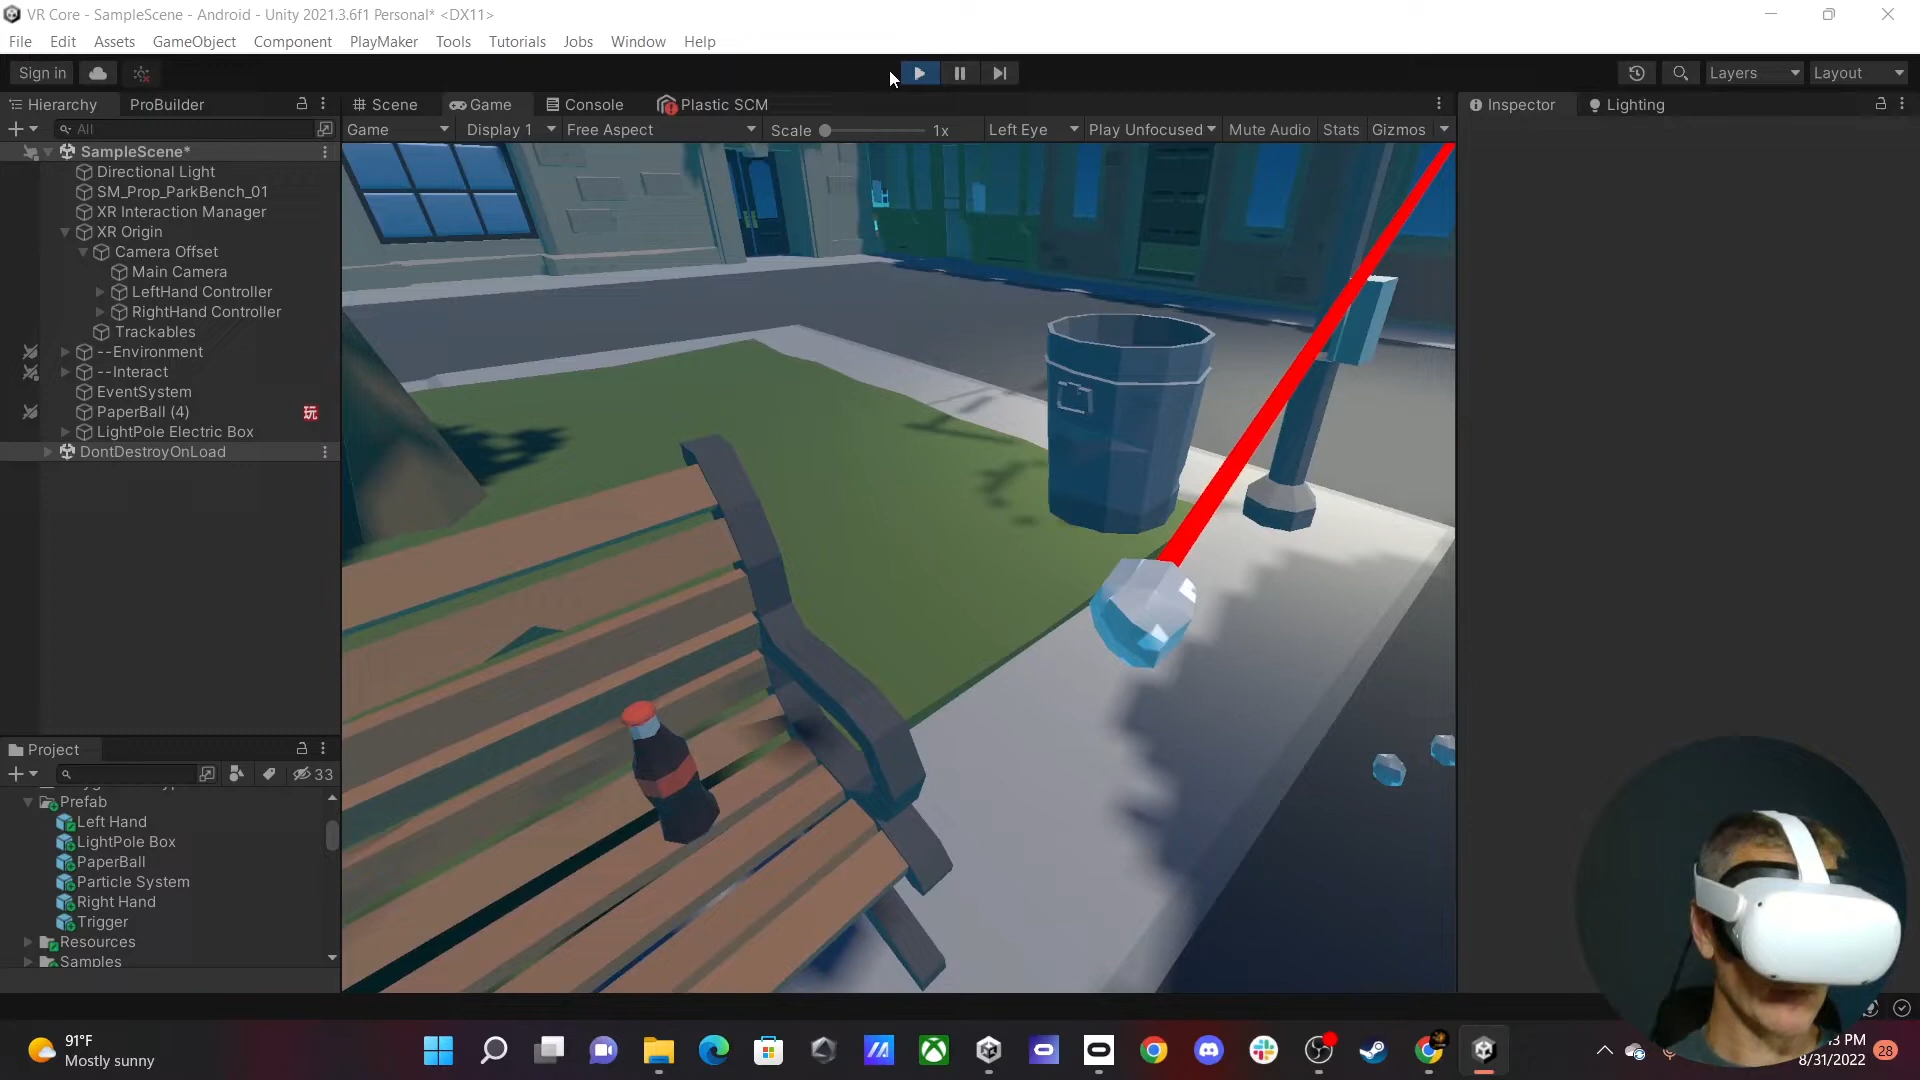 VR Core - SampleScene - Android - Unity 2021.3.6f1 Personal* <DX11>
File Edit Assets GameObject Component PlayMaker Tools Tutorials Jobs Window Help
Sign in Layers Layout
Hierarchy ProBuilder Scene Game Console Plastic SCM Inspector Lighting
All Game Display 1 Free Aspect Scale 1x Left Eye Play Unfocused Mute Audio Stats Gizmos
SampleScene*
Directional Light
SM_Prop_ParkBench_01
XR Interaction Manager
XR Origin
Camera Offset
Main Camera
LeftHand Controller
RightHand Controller
Trackables
--Environment
--Interact
EventSystem
PaperBall (4) 玩
LightPole Electric Box
DontDestroyOnLoad
Project
33
Prefab
Left Hand
LightPole Box
PaperBall
Particle System
Right Hand
Trigger
Resources
Samples
91°F
Mostly sunny
3 PM
8/31/2022
28